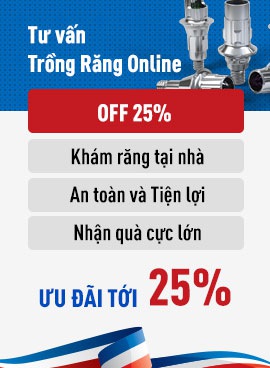 Tư vấn
Trồng Răng Online
OFF 25%
Khám răng tại nhà
An toàn và Tiện lợi
Nhận quà cực lớn
ƯU ĐÃI TỚI 25%